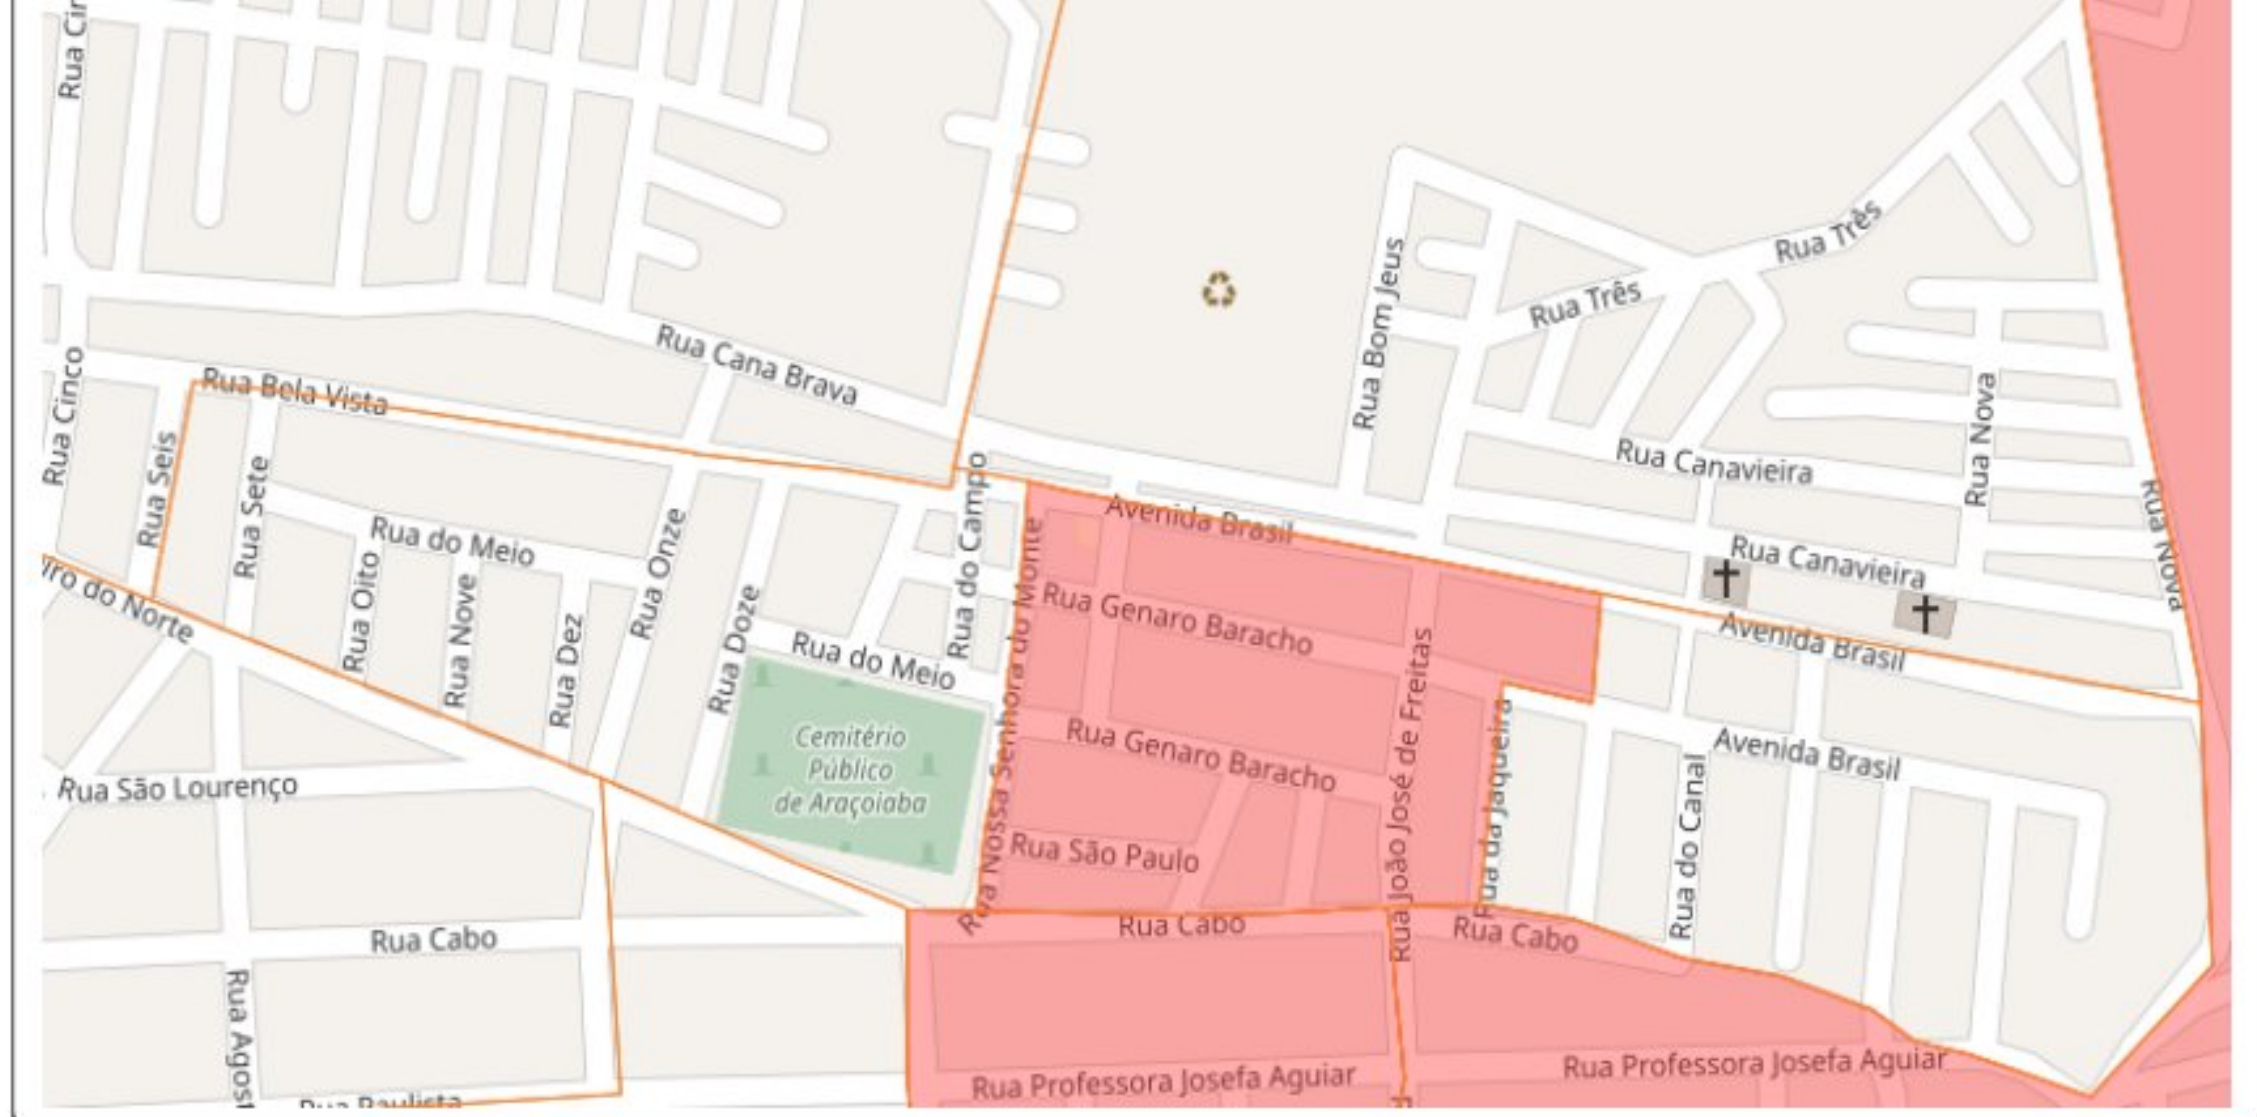 Rua Cir
Rua Três
Rua Três
Rua Bom Jeus
Rua Cana Brava
Rua Cinco
Rua Bela Vista
Rua Seis
Rua Sete
Rua Nova
Rua Canavieira
Rua do Campo
Rua Nova
Avenida Brasil
Rua do Meio
Rua Onze
Rua Canavieira
iro do Norte
Rua Oito
Rua Nove
Rua Dez
Rua Doze
Rua Genaro Baracho
Avenida Brasil
Rua do Meio
Rua Nossa Senhora do Monte
Rua João José de Freitas
Cemitério
Público
de Araçoiaba
Rua Genaro Baracho
Rua da Jaqueira
Avenida Brasil
Rua São Lourenço
Rua do Canal
Rua São Paulo
Rua Cabo
Rua Cabo
Rua Cabo
Rua Agost
Rua Professora Josefa Aguiar
Rua Professora Josefa Aguiar
Rua Paulista